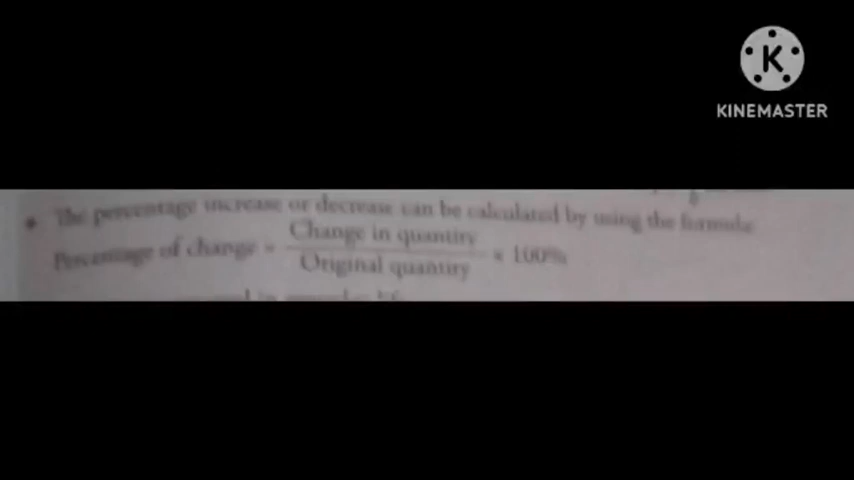 KINEMASTER
• The percentage increase or decrease can be calculated by using the formula:
Percentage of change = Change in quantity / Original quantity × 100%